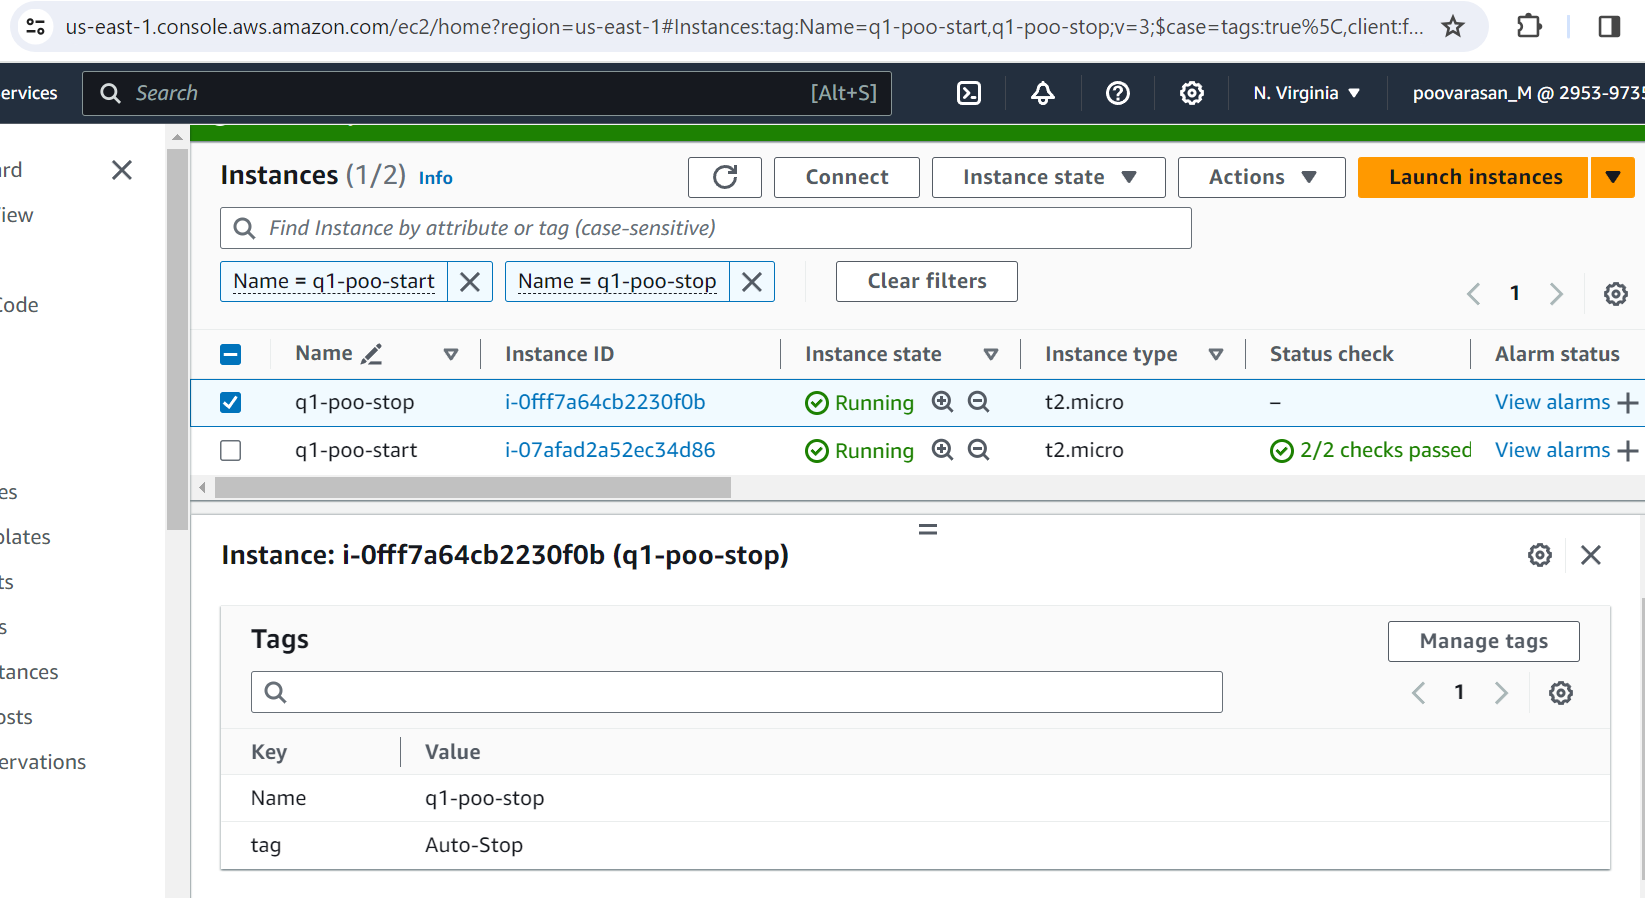 us-east-1.console.aws.amazon.com/ec2/home?region=us-east-1#Instances:tag:Name=q1-poo-start,q1-poo-stop;v=3;$case=tags:true%5C,client:f...
ervices
Search
[Alt+S]
N. Virginia
poovarasan_M @ 2953-9735
rd
iew
Code
es
plates
ts
s
tances
osts
ervations
Instances (1/2) Info
Connect
Instance state
Actions
Launch instances
Find Instance by attribute or tag (case-sensitive)
Name = q1-poo-start
Name = q1-poo-stop
Clear filters
1
Name
Instance ID
Instance state
Instance type
Status check
Alarm status
q1-poo-stop
i-0fff7a64cb2230f0b
Running
t2.micro
–
View alarms +
q1-poo-start
i-07afad2a52ec34d86
Running
t2.micro
2/2 checks passed
View alarms +
Instance: i-0fff7a64cb2230f0b (q1-poo-stop)
Tags
Manage tags
1
Key
Value
Name
q1-poo-stop
tag
Auto-Stop